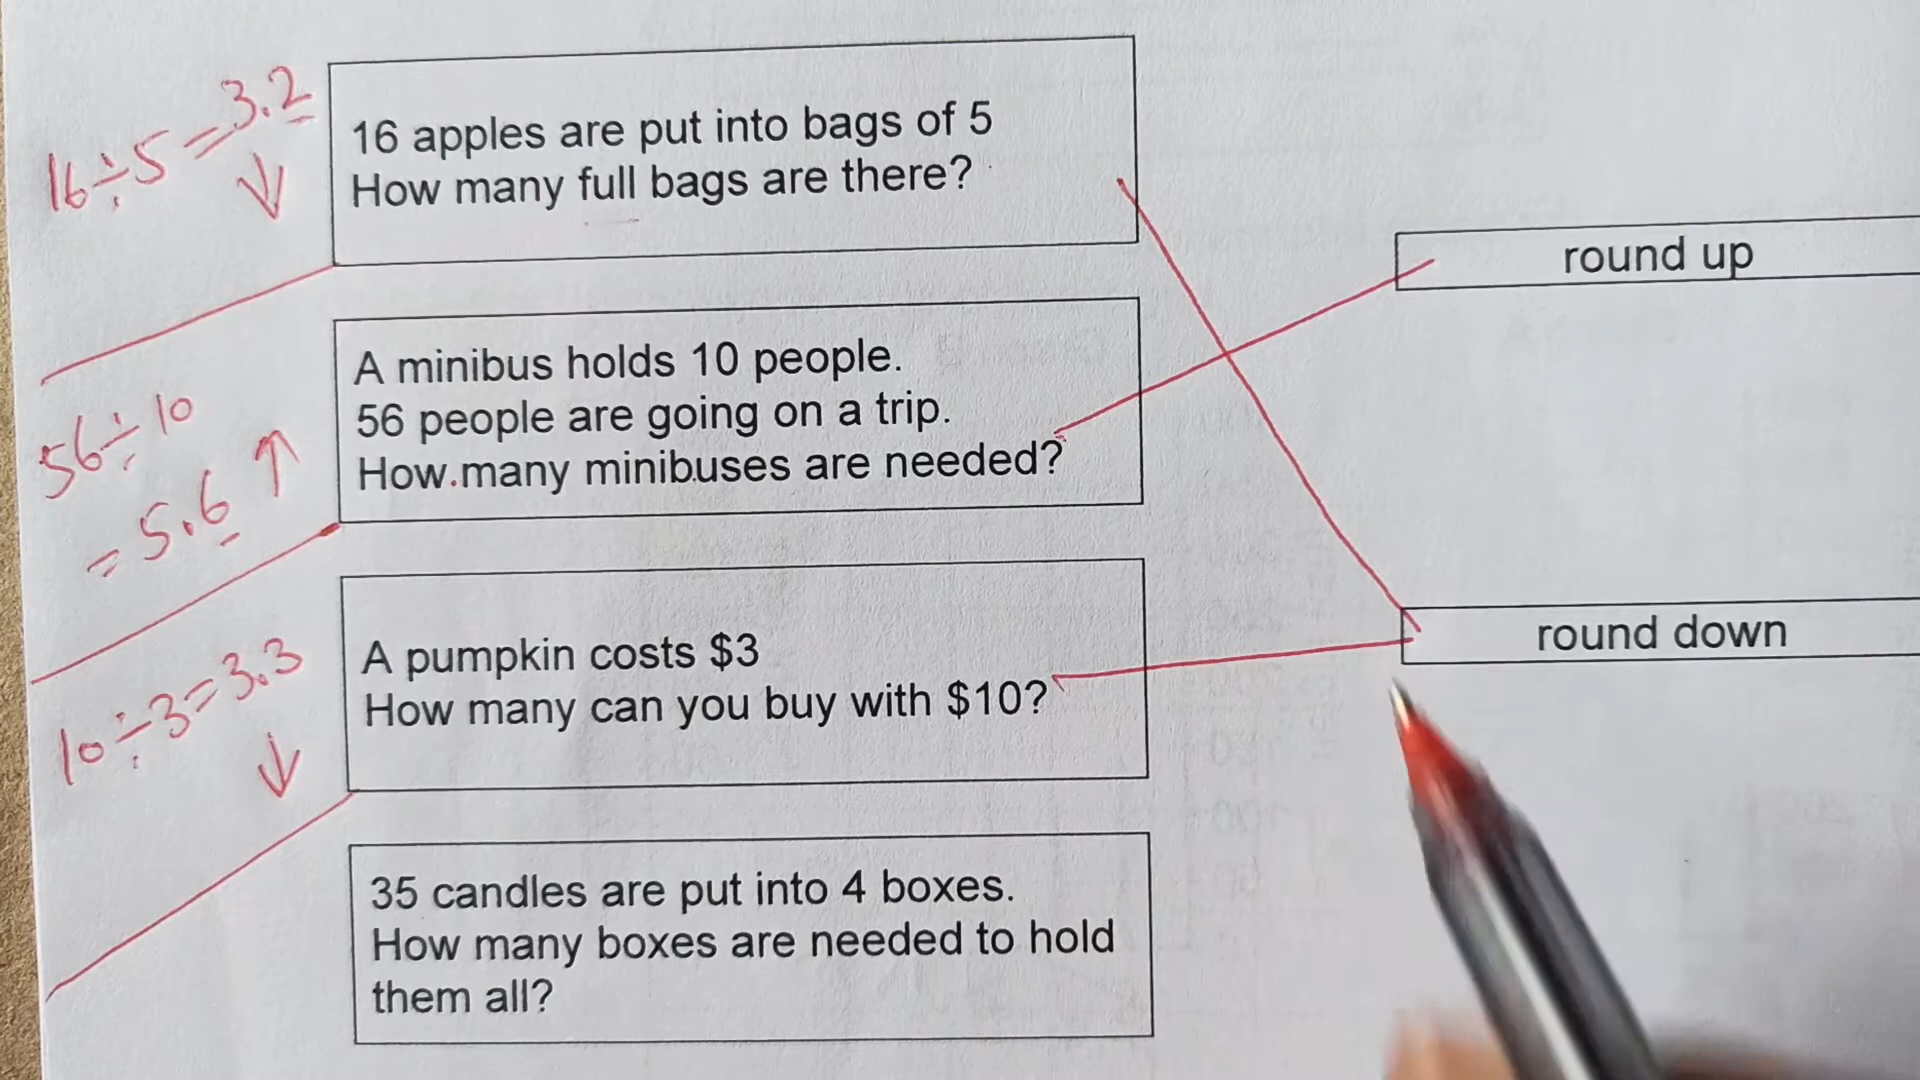 16÷5=3.2
↓
16 apples are put into bags of 5
How many full bags are there?
round up
56÷10
=5.6 ↑
A minibus holds 10 people.
56 people are going on a trip.
How.many minibuses are needed?
round down
10÷3=3.3
↓
A pumpkin costs $3
How many can you buy with $10?
35 candles are put into 4 boxes.
How many boxes are needed to hold
them all?